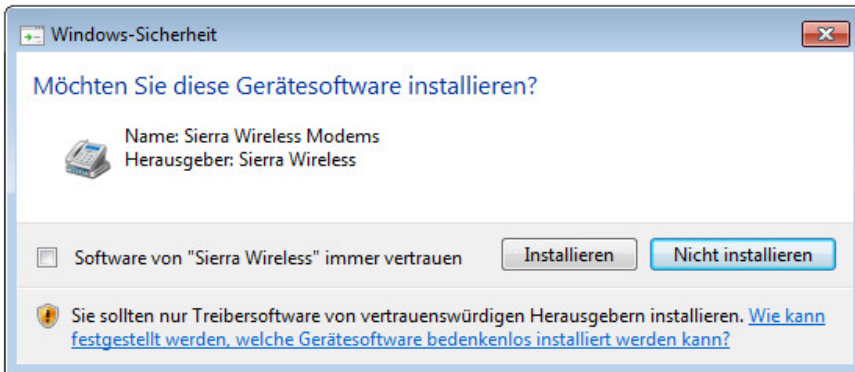 Windows-Sicherheit
Möchten Sie diese Gerätesoftware installieren?
Name: Sierra Wireless Modems
Herausgeber: Sierra Wireless
Software von "Sierra Wireless" immer vertrauen
Installieren
Nicht installieren
Sie sollten nur Treibersoftware von vertrauenswürdigen Herausgebern installieren. Wie kann
festgestellt werden, welche Gerätesoftware bedenkenlos installiert werden kann?